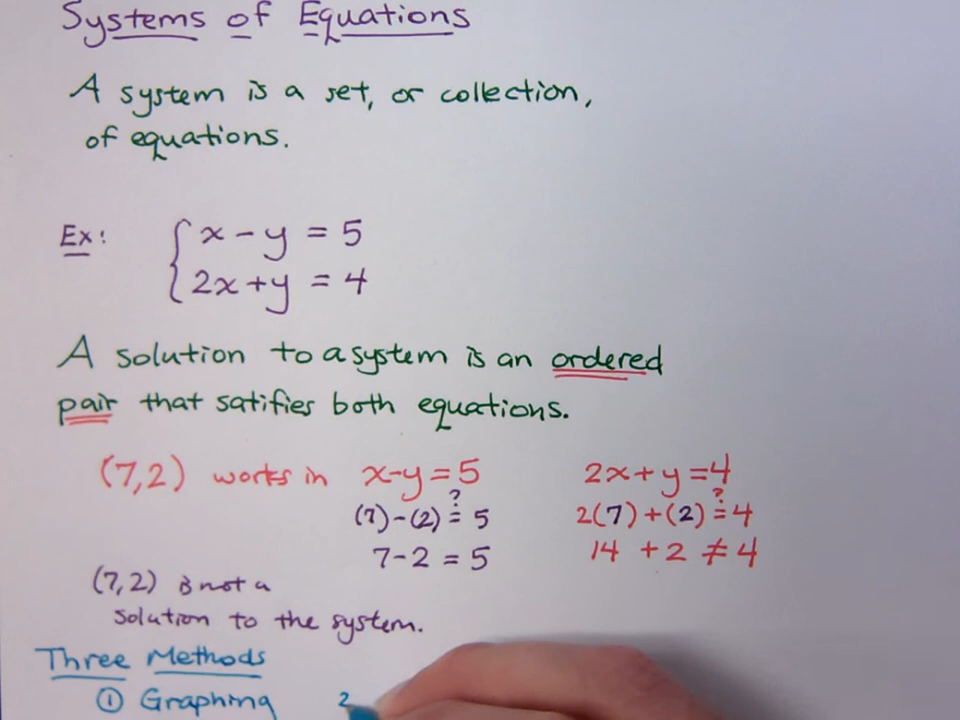 Systems of Equations
A system is a set, or collection,
of equations.
Ex: { x - y = 5
2x + y = 4
A solution to a system is an ordered
pair that satifies both equations.
(7,2) works in x-y=5 2x+y=4
(7)-(2) ≟ 5 2(7)+(2) ≟ 4
7-2 = 5 14 + 2 ≠ 4
(7,2) is not a
solution to the system.
Three Methods
① Graphing 2